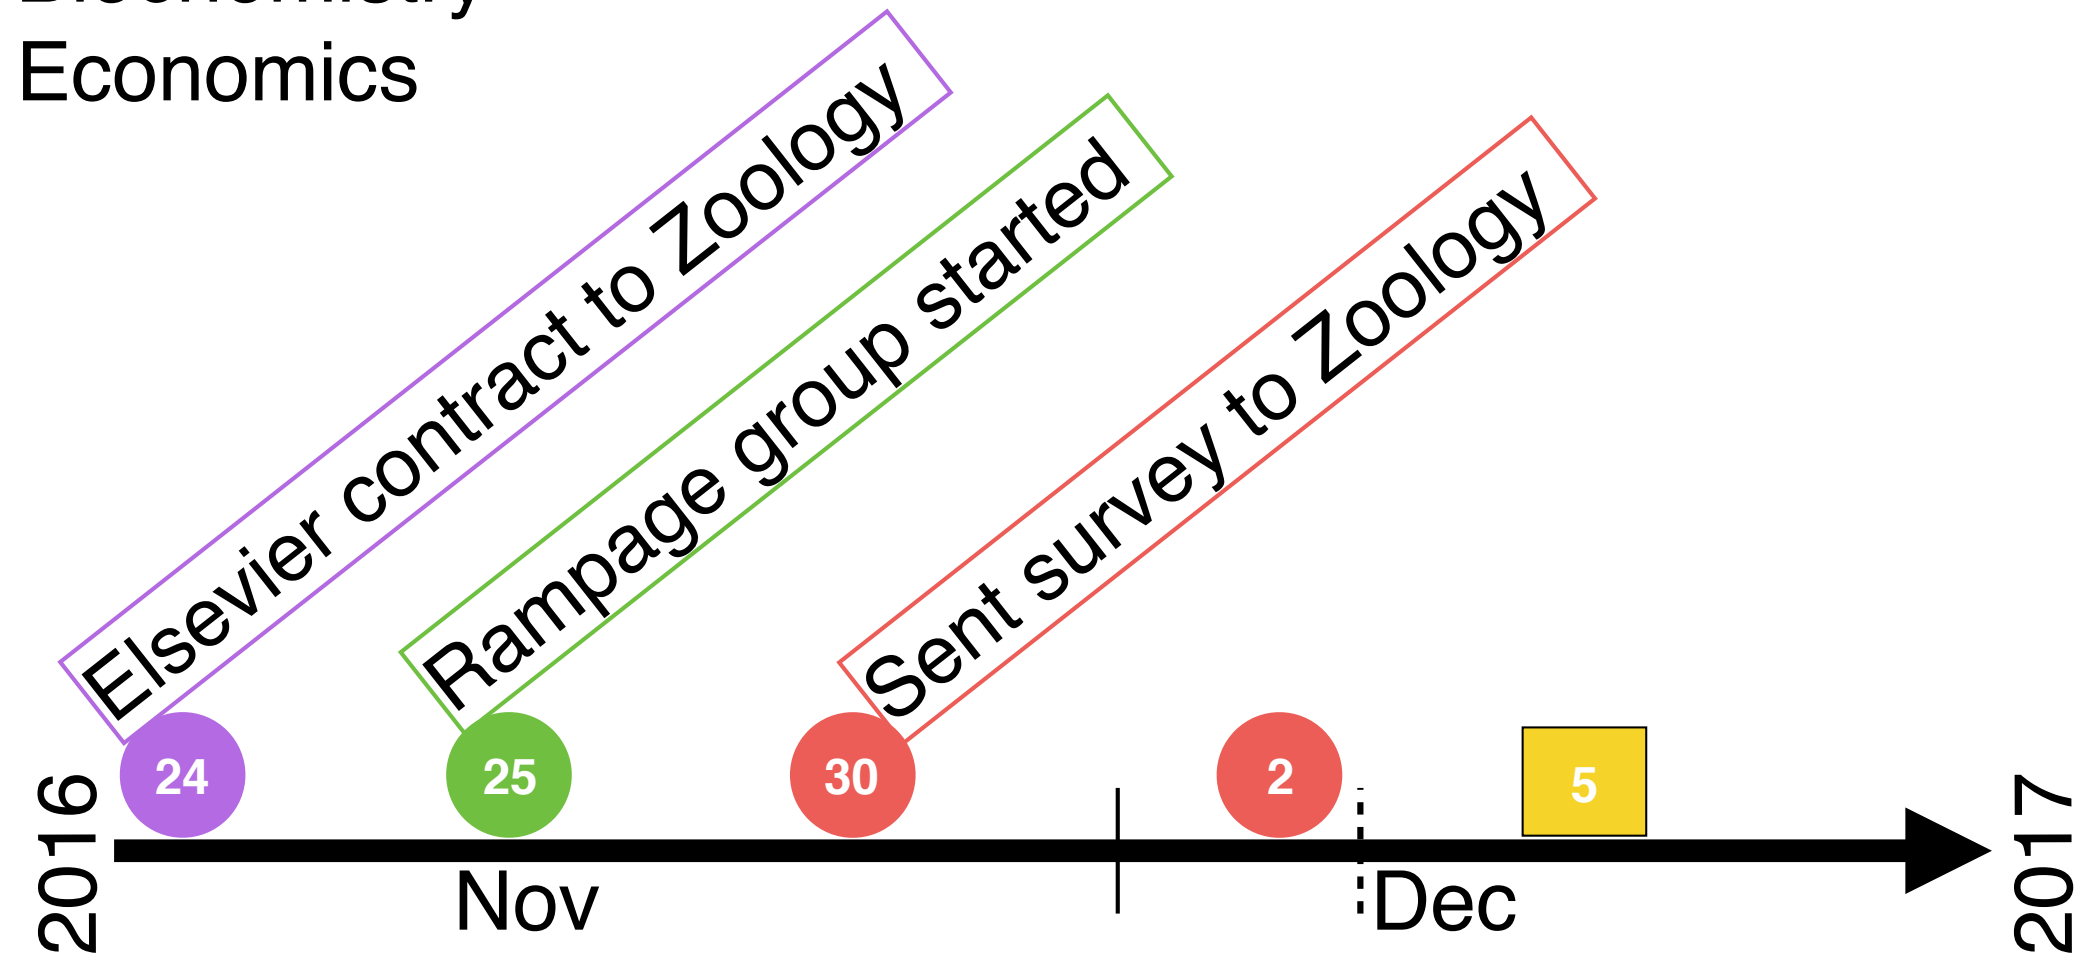 Biochemistry
Economics
Elsevier contract to Zoology
Rampage group started
Sent survey to Zoology
24
25
30
2
5
2016
Nov
Dec
2017